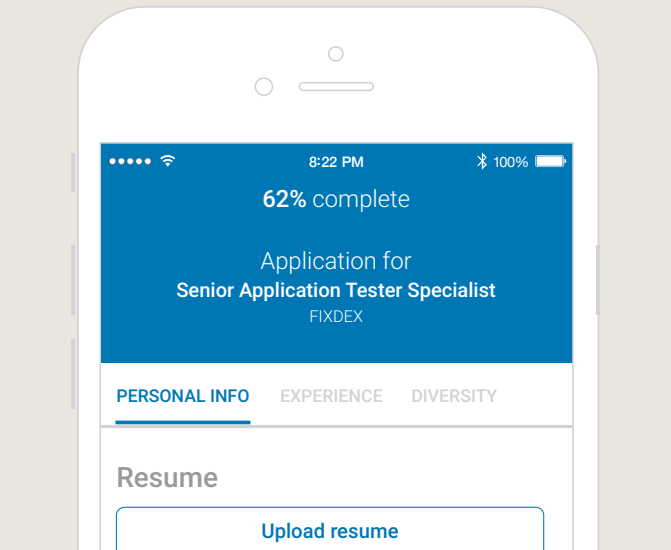 8:22 PM 100%
62% complete
Application for
Senior Application Tester Specialist
FIXDEX
PERSONAL INFO EXPERIENCE DIVERSITY
Resume
Upload resume